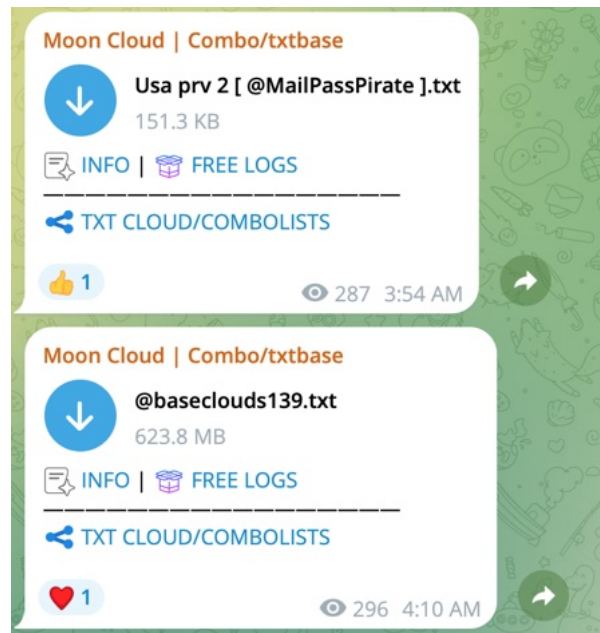 Moon Cloud | Combo/txtbase
Usa prv 2 [ @MailPassPirate ].txt
151.3 KB
INFO | FREE LOGS
——————————————————
TXT CLOUD/COMBOLISTS
1
287 3:54 AM
Moon Cloud | Combo/txtbase
@baseclouds139.txt
623.8 MB
INFO | FREE LOGS
——————————————————
TXT CLOUD/COMBOLISTS
1
296 4:10 AM